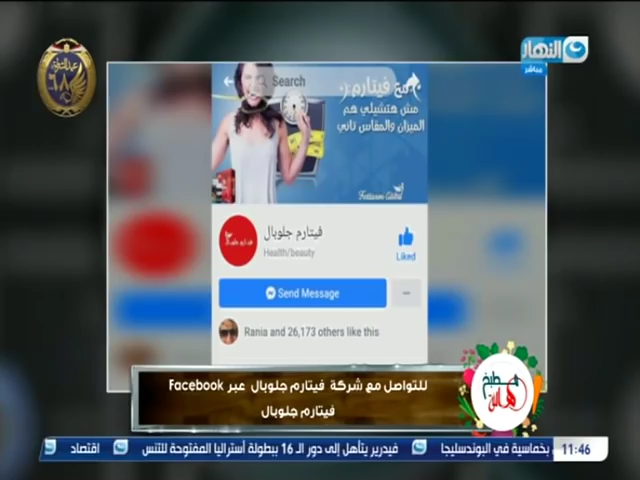 النهار
مباشر
Search
مع فيتارم
مش هتشيلي هم
الميزان والمقاس تاني
فيتارم جلوبال
Health/beauty
Liked
Send Message
Rania and 26,173 others like this
للتواصل مع شركة فيتارم جلوبال عبر Facebook
فيتارم جلوبال
مطبخ
هالة
بخماسية في البوندسليجا
فيدرير يتأهل إلى دور الـ 16 ببطولة أستراليا المفتوحة للتنس
اقتصاد
11:46